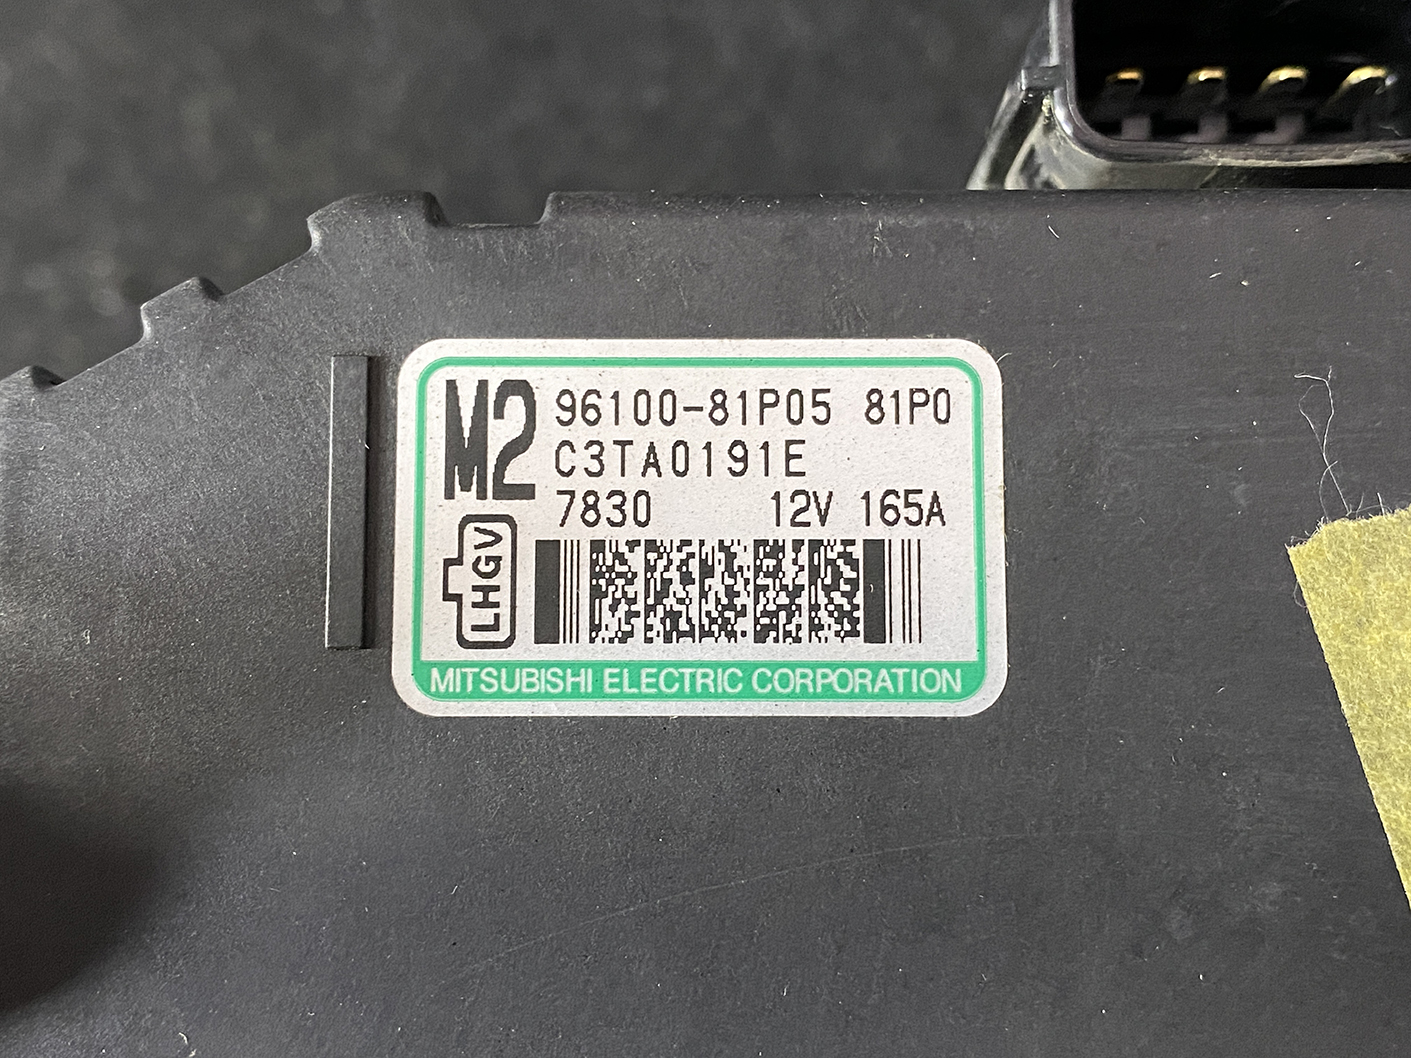 M2
96100-81P05 81P0
C3TA0191E
7830 12V 165A
LHGV
MITSUBISHI ELECTRIC CORPORATION